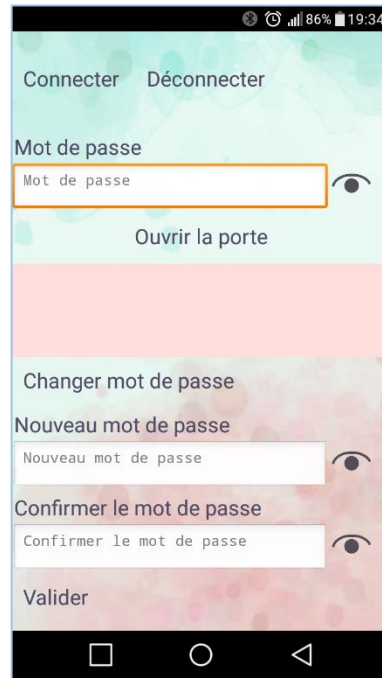 86% 19:34
Connecter Déconnecter
Mot de passe
Mot de passe
Ouvrir la porte
Changer mot de passe
Nouveau mot de passe
Nouveau mot de passe
Confirmer le mot de passe
Confirmer le mot de passe
Valider